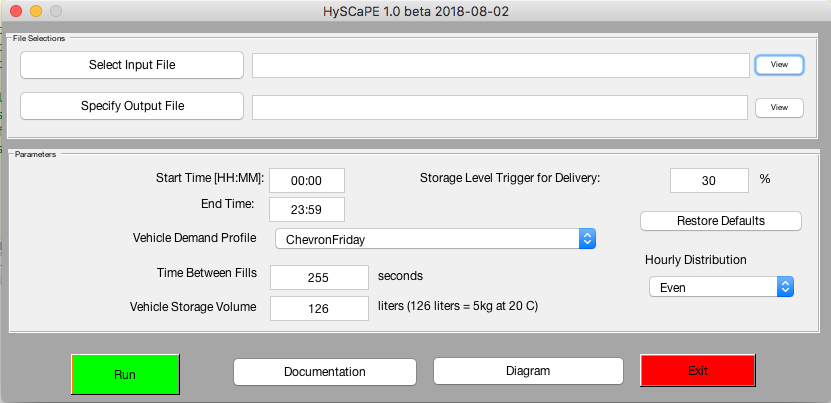 HySCaPE 1.0 beta 2018-08-02
File Selections
Select Input File
View
Specify Output File
View
Parameters
Start Time [HH:MM]: 00:00 Storage Level Trigger for Delivery: 30 %
End Time: 23:59
Restore Defaults
Vehicle Demand Profile ChevronFriday
Hourly Distribution
Time Between Fills 255 seconds
Even
Vehicle Storage Volume 126 liters (126 liters = 5kg at 20 C)
Run Documentation Diagram Exit